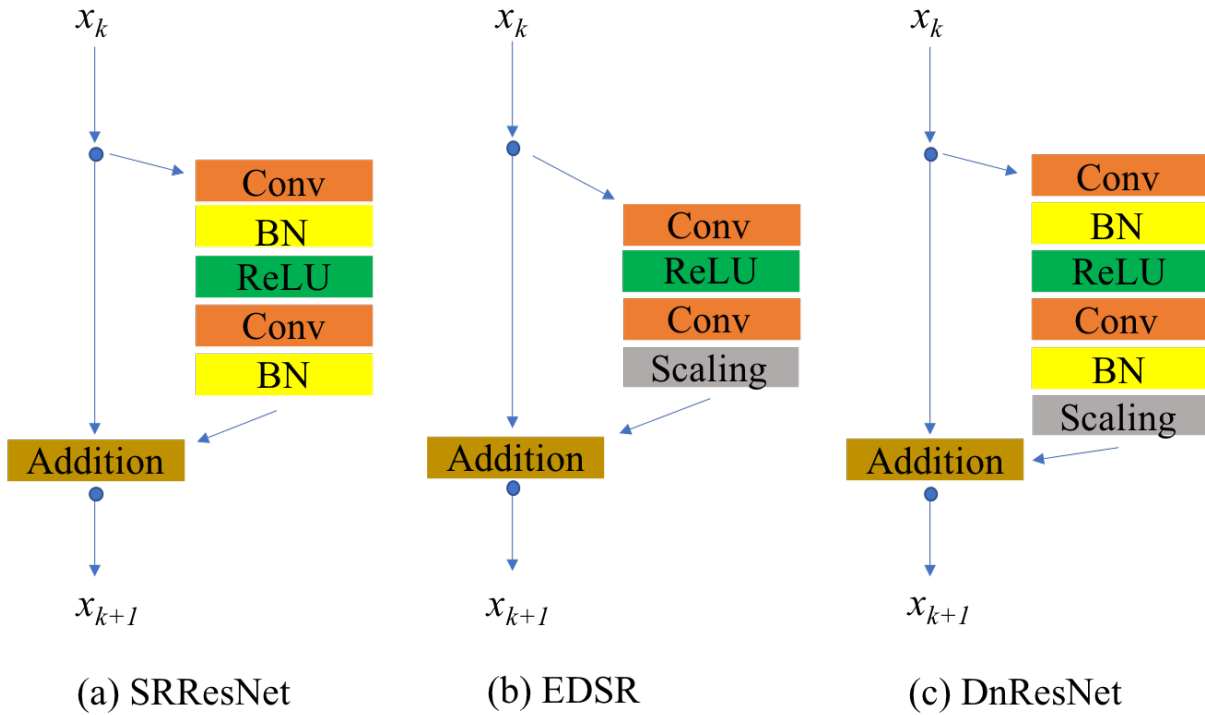 x_k
Conv
BN
ReLU
Conv
BN
Addition
x_{k+1}
(a) SRResNet
x_k
Conv
ReLU
Conv
Scaling
Addition
x_{k+1}
(b) EDSR
x_k
Conv
BN
ReLU
Conv
BN
Scaling
Addition
x_{k+1}
(c) DnResNet